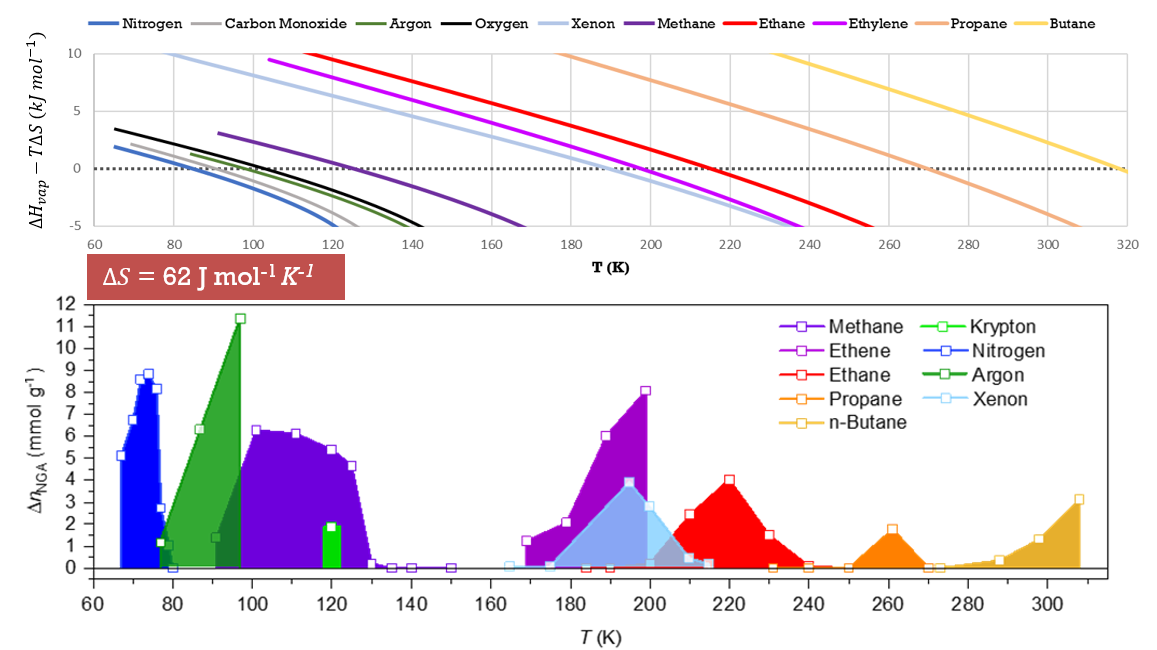 Nitrogen Carbon Monoxide Argon Oxygen Xenon Methane Ethane Ethylene Propane Butane
ΔHvap − TΔS (kJ mol⁻¹)
10
5
0
-5
60 80 100 120 140 160 180 200 220 240 260 280 300 320
T (K)
ΔS = 62 J mol⁻¹ K⁻¹
ΔnNGA (mmol g⁻¹)
12
11
10
9
8
7
6
5
4
3
2
1
0
Methane Krypton
Ethene Nitrogen
Ethane Argon
Propane Xenon
n-Butane
60 80 100 120 140 160 180 200 220 240 260 280 300
T (K)